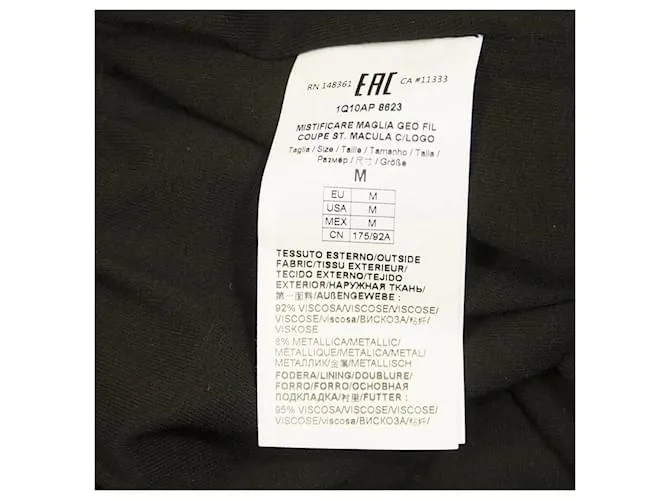 RN 148361 EAC CA #11333
1Q10AP 8623
MISTIFICARE MAGLIA GEO FIL
COUPE ST. MACULA C/LOGO
Taglia / Size / Taille / Tamanho / Talla /
Размер / 尺寸 / Größe
M
EU M
USA M
MEX M
CN 175/92A
TESSUTO ESTERNO/OUTSIDE
FABRIC/TISSU EXTERIEUR/
TECIDO EXTERNO/TEJIDO
EXTERIOR/НАРУЖНАЯ ТКАНЬ/
第一面料/AUßENGEWEBE :
92% VISCOSA/VISCOSE/VISCOSE/
VISCOSE/viscosa/ВИСКОЗА/粘纤/
VISKOSE
8% METALLICA/METALLIC/
MÉTALLIQUE/METÁLICA/METAL/
МЕТАЛЛИК/金属/METALLISCH
FODERA/LINING/DOUBLURE/
FORRO/FORRO/ОСНОВНАЯ
ПОДКЛАДКА/衬里/FUTTER :
95% VISCOSA/VISCOSE/VISCOSE/
VISCOSE/viscosa/ВИСКОЗА/粘纤/